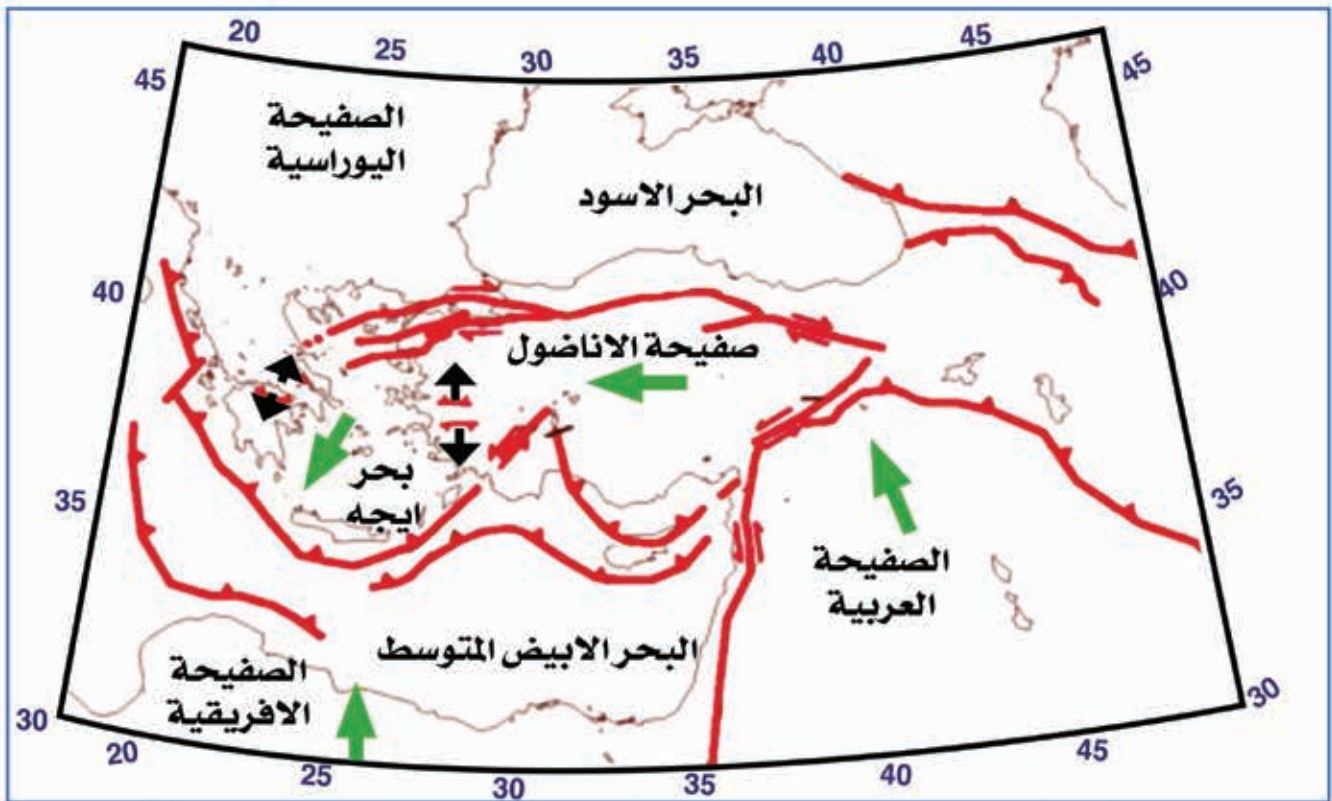 20 25 30 35 40 45
45 45
الصفيحة
اليوراسية
البحر الاسود
40 40
صفيحة الاناضول
بحر
ايجه
35 35
الصفيحة
العربية
البحر الابيض المتوسط
الصفيحة
الافريقية
30 30
20 25 30 35 40 45